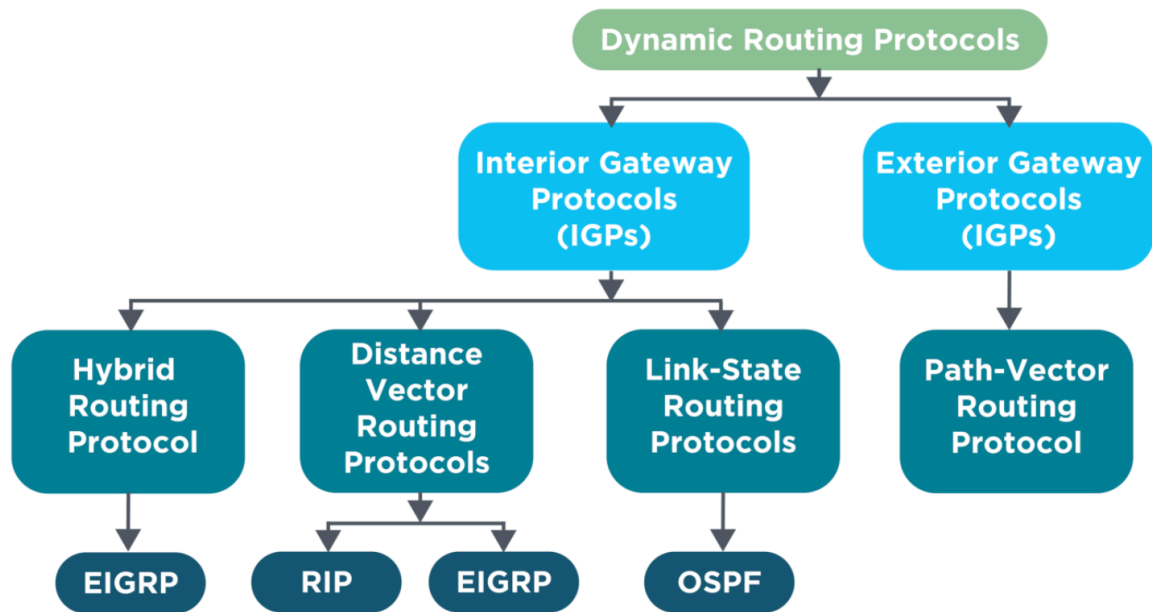 Dynamic Routing Protocols
Interior Gateway
Protocols
(IGPs)
Exterior Gateway
Protocols
(IGPs)
Hybrid
Routing
Protocol
Distance
Vector
Routing
Protocols
Link-State
Routing
Protocols
Path-Vector
Routing
Protocol
EIGRP
RIP
EIGRP
OSPF